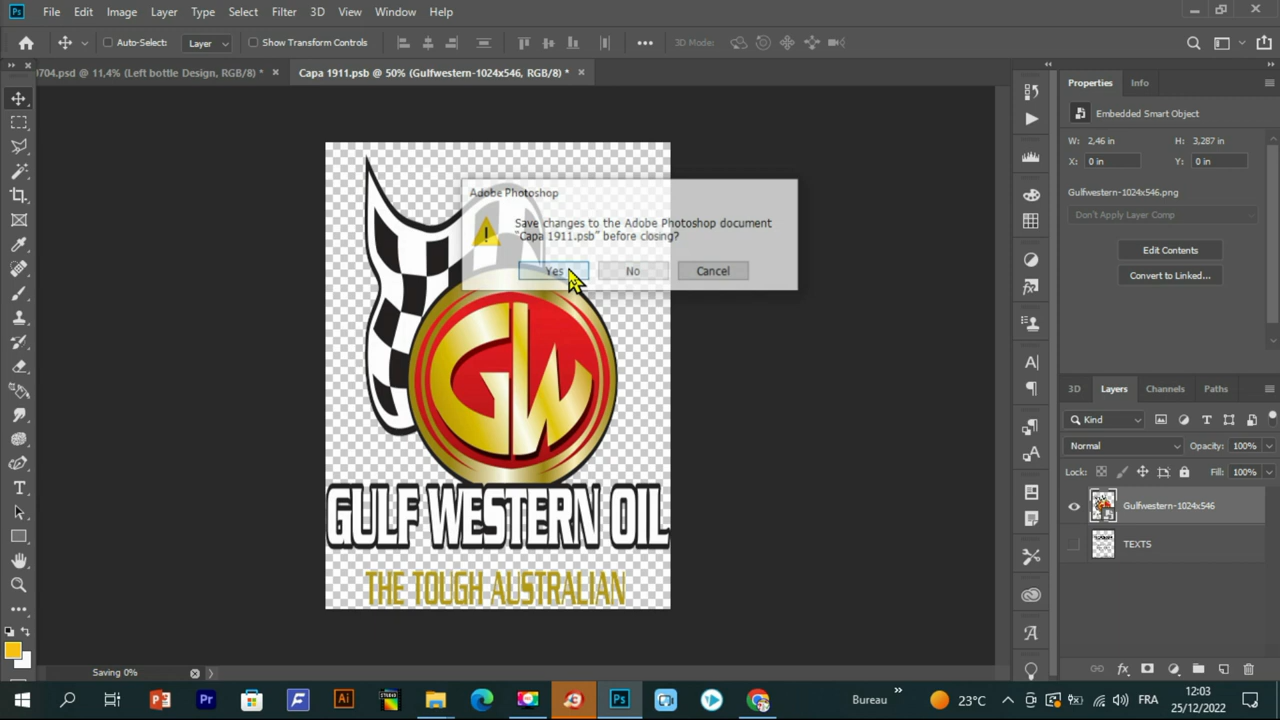 File Edit Image Layer Type Select Filter 3D View Window Help
Auto-Select: Layer Show Transform Controls 3D Mode:
0704.psd @ 11,4% (Left bottle Design, RGB/8) * Capa 1911.psb @ 50% (Gulfwestern-1024x546, RGB/8) *
Properties Info
Embedded Smart Object
W: 2,46 in H: 3,287 in
X: 0 in Y: 0 in
Gulfwestern-1024x546.png
Don't Apply Layer Comp
Edit Contents
Convert to Linked...
Adobe Photoshop
Save changes to the Adobe Photoshop document
"Capa 1911.psb" before closing?
Yes No Cancel
GW
GULF WESTERN OIL
THE TOUGH AUSTRALIAN
3D Layers Channels Paths
Kind
Normal Opacity: 100%
Lock: Fill: 100%
Gulfwestern-1024x546
TEXTS
Saving 0%
Bureau 23°C FRA 12:03
25/12/2022